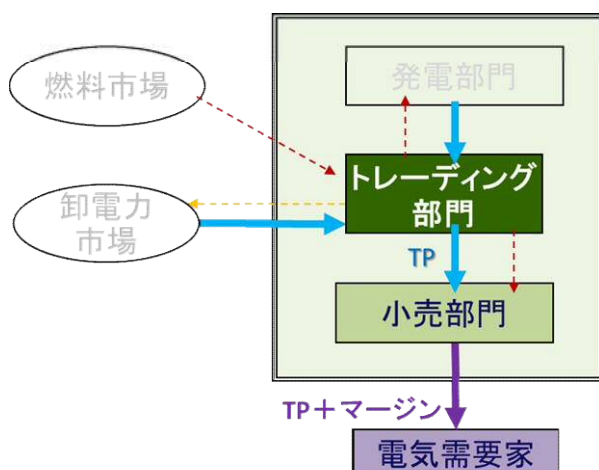 燃料市場
発電部門
トレーディング
部門
卸電力
市場
TP
小売部門
TP＋マージン
電気需要家